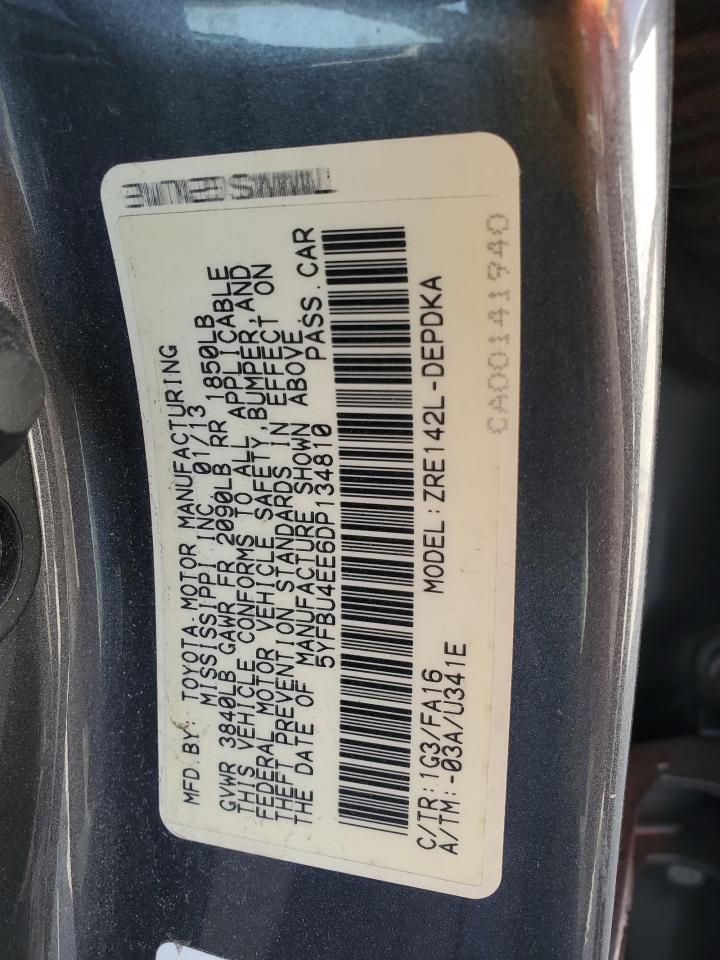 MFD.BY: TOYOTA MOTOR MANUFACTURING
MISSISSIPPI INC. 01/13
GVWR 3840LB GAWR FR 2090LB RR 1850LB
THIS VEHICLE CONFORMS TO ALL APPLICABLE
FEDERAL MOTOR VEHICLE SAFETY,BUMPER,AND
THEFT PREVENTION STANDARDS IN EFFECT ON
THE DATE OF MANUFACTURE SHOWN ABOVE
5YFBU4EE6DP134810 PASS.CAR
C/TR:1G3/FA16 MODEL:ZRE142L-DEPDKA
A/TM:-03A/U341E
CA00141940